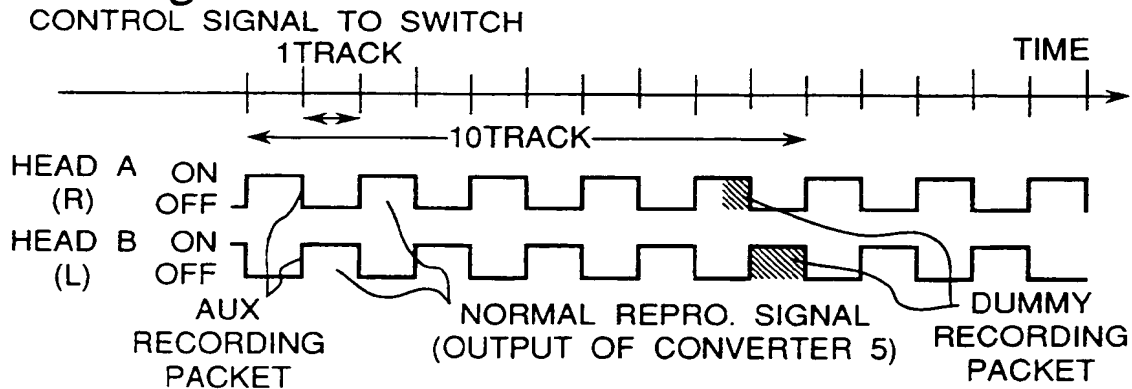 CONTROL SIGNAL TO SWITCH
1TRACK
TIME
10TRACK
HEAD A
(R)
ON
OFF
HEAD B
(L)
ON
OFF
AUX
RECORDING
PACKET
NORMAL REPRO. SIGNAL
(OUTPUT OF CONVERTER 5)
DUMMY
RECORDING
PACKET